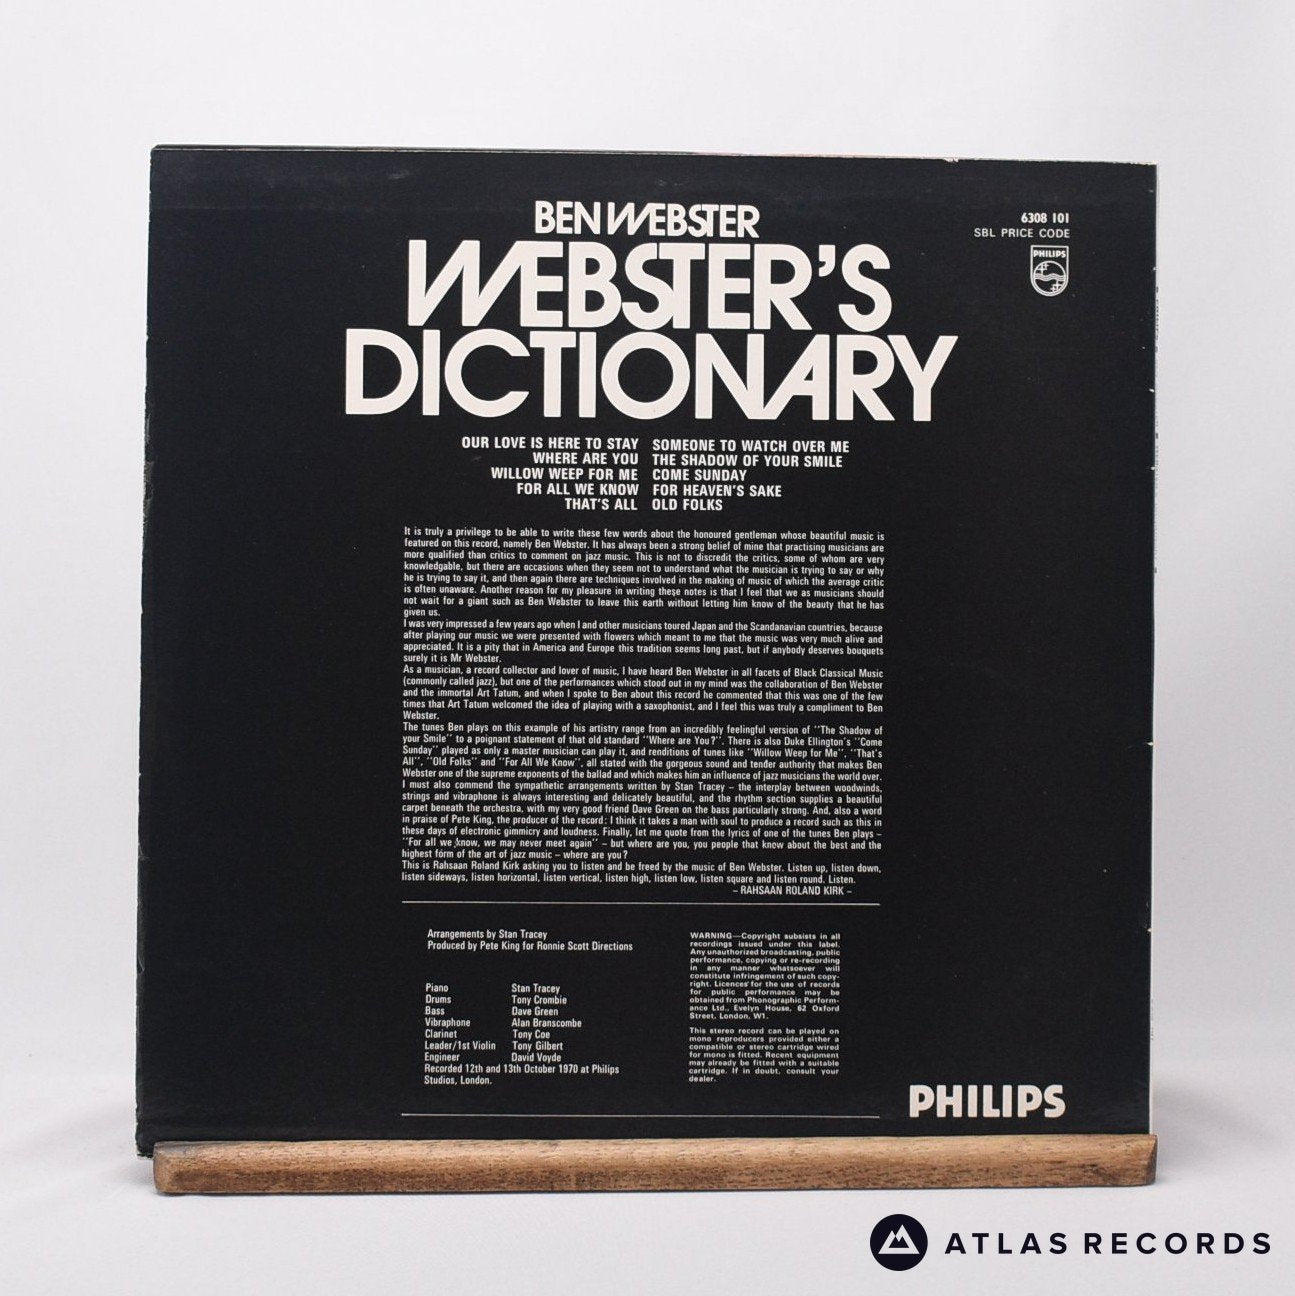 BEN WEBSTER
WEBSTER'S
DICTIONARY
6308 101
SBL PRICE CODE
PHILIPS
OUR LOVE IS HERE TO STAY
WHERE ARE YOU
WILLOW WEEP FOR ME
FOR ALL WE KNOW
THAT'S ALL
SOMEONE TO WATCH OVER ME
THE SHADOW OF YOUR SMILE
COME SUNDAY
FOR HEAVEN'S SAKE
OLD FOLKS
It is truly a privilege to be able to write these few words about the honoured gentleman whose beautiful music is
featured on this record, namely Ben Webster. It has always been a strong belief of mine that practising musicians are
more qualified than critics to comment on jazz music. This is not to discredit the critics, some of whom are very
knowledgable, but there are occasions when they seem not to understand what the musician is trying to say or why
he is trying to say it, and then again there are techniques involved in the making of music of which the average critic
is often unaware. Another reason for my pleasure in writing these notes is that I feel that we as musicians should
not wait for a giant such as Ben Webster to leave this earth without letting him know of the beauty that he has
given us.
I was very impressed a few years ago when I and other musicians toured Japan and the Scandanavian countries, because
after playing our music we were presented with flowers which meant to me that the music was very much alive and
appreciated. It is a pity that in America and Europe this tradition seems long past, but if anybody deserves bouquets
surely it is Mr Webster.
As a musician, a record collector and lover of music, I have heard Ben Webster in all facets of Black Classical Music
(commonly called jazz), but one of the performances which stood out in my mind was the collaboration of Ben Webster
and the immortal Art Tatum, and when I spoke to Ben about this record he commented that this was one of the few
times that Art Tatum welcomed the idea of playing with a saxophonist, and I feel this was truly a compliment to Ben
Webster.
The tunes Ben plays on this example of his artistry range from an incredibly feelingful version of "The Shadow of
your Smile" to a poignant statement of that old standard "Where are You?". There is also Duke Ellington's "Come
Sunday" played as only a master musician can play it, and renditions of tunes like "Willow Weep for Me", "That's
All", "Old Folks" and "For All We Know", all stated with the gorgeous sound and tender authority that makes Ben
Webster one of the supreme exponents of the ballad and which makes him an influence of jazz musicians the world over.
I must also commend the sympathetic arrangements written by Stan Tracey – the interplay between woodwinds,
strings and vibraphone is always interesting and delicately beautiful, and the rhythm section supplies a beautiful
carpet beneath the orchestra, with my very good friend Dave Green on the bass particularly strong. And, also a word
in praise of Pete King, the producer of the record: I think it takes a man with soul to produce a record such as this in
these days of electronic gimmicry and loudness. Finally, let me quote from the lyrics of one of the tunes Ben plays –
"For all we know, we may never meet again" – but where are you, you people that know about the best and the
highest form of the art of jazz music – where are you?
This is Rahsaan Roland Kirk asking you to listen and be freed by the music of Ben Webster. Listen up, listen down,
listen sideways, listen horizontal, listen vertical, listen high, listen low, listen square and listen round. Listen.
– RAHSAAN ROLAND KIRK –
Arrangements by Stan Tracey
Produced by Pete King for Ronnie Scott Directions
Piano Stan Tracey
Drums Tony Crombie
Bass Dave Green
Vibraphone Alan Branscombe
Clarinet Tony Coe
Leader/1st Violin Tony Gilbert
Engineer David Voyde
Recorded 12th and 13th October 1970 at Philips
Studios, London.
WARNING—Copyright subsists in all
recordings issued under this label.
Any unauthorized broadcasting, public
performance, copying or re-recording
in any manner whatsoever will
constitute infringement of such copy-
right. Licences for the use of records
for public performance may be
obtained from Phonographic Perform-
ance Ltd., Evelyn House, 62 Oxford
Street, London, W1.
This stereo record can be played on
mono reproducers provided either a
compatible or stereo cartridge wired
for mono is fitted. Recent equipment
may already be fitted with a suitable
cartridge. If in doubt, consult your
dealer.
PHILIPS
ATLAS RECORDS